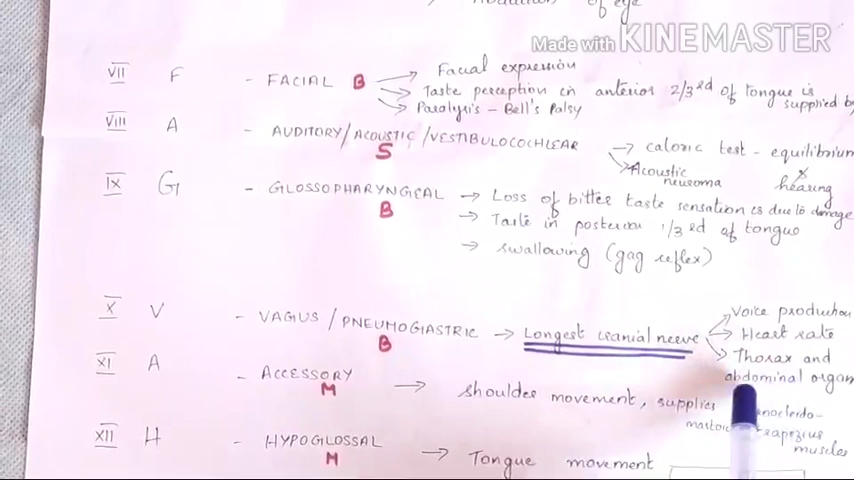 of eye
Made with KINEMASTER
VII F - FACIAL B Facial expression
Taste perception in anterior 2/3rd of tongue is supplied by
Paralysis - Bell's Palsy
VIII A - AUDITORY/ACOUSTIC/VESTIBULOCOCHLEAR → caloric test - equilibrium
S Acoustic neuroma hearing
IX G - GLOSSOPHARYNGEAL → Loss of bitter taste sensation is due to damage
B → Taste in posterior 1/3rd of tongue
→ swallowing (gag reflex)
X V - VAGUS / PNEUMOGASTRIC → Longest cranial nerve Voice production
B Heart rate
Thorax and
abdominal organ
XI A - ACCESSORY → shoulder movement, supplies
M muscles
XII H - HYPOGLOSSAL → Tongue movement
M